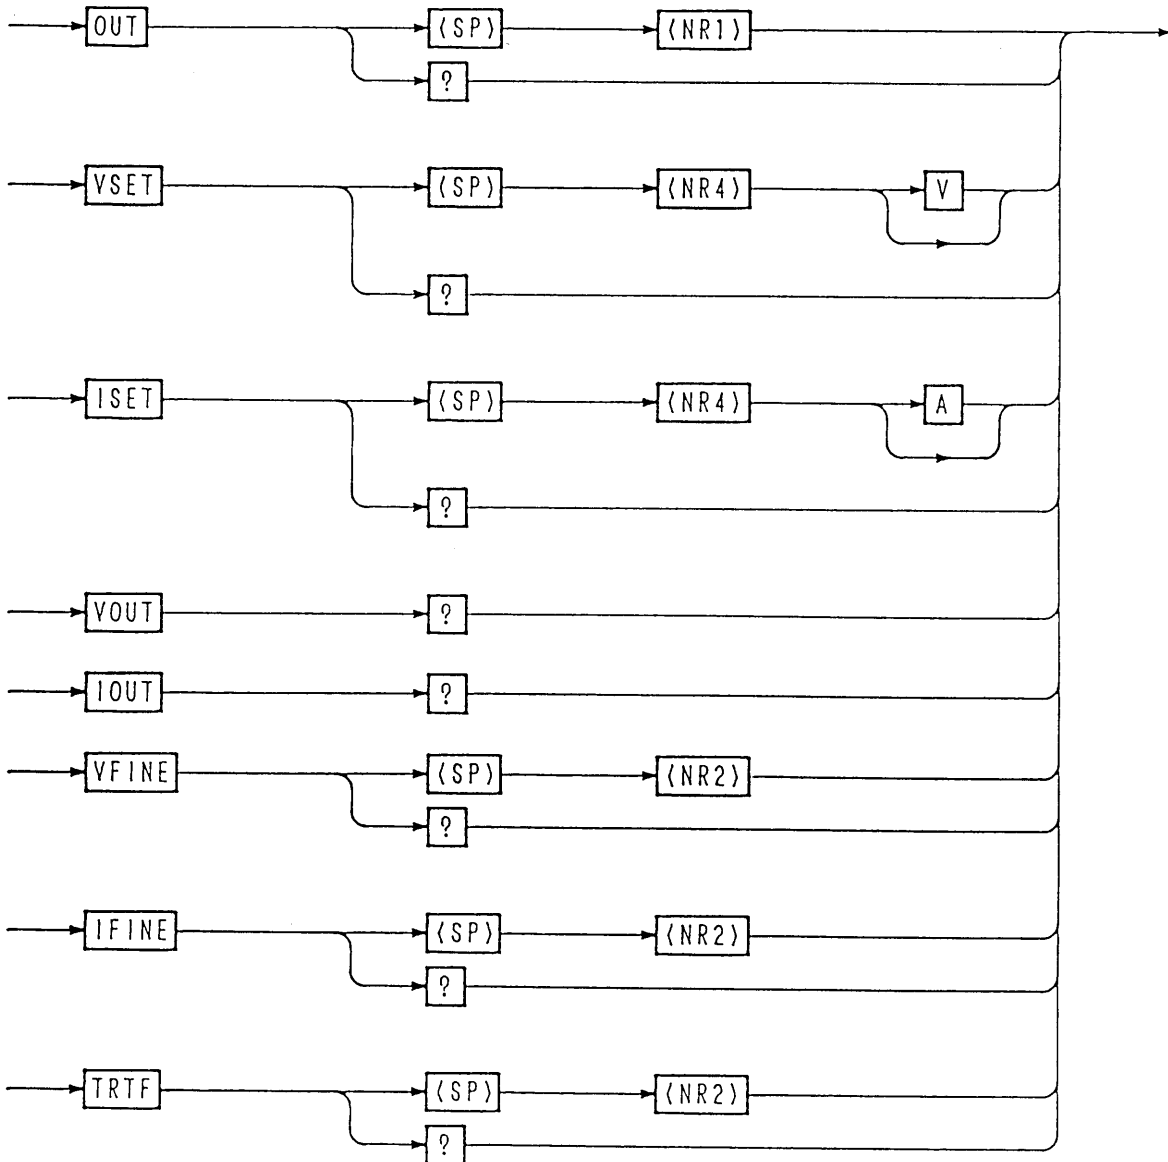 OUT ⟨SP⟩ ⟨NR1⟩
?
VSET ⟨SP⟩ ⟨NR4⟩ V
?
ISET ⟨SP⟩ ⟨NR4⟩ A
?
VOUT ?
IOUT ?
VFINE ⟨SP⟩ ⟨NR2⟩
?
IFINE ⟨SP⟩ ⟨NR2⟩
?
TRTF ⟨SP⟩ ⟨NR2⟩
?